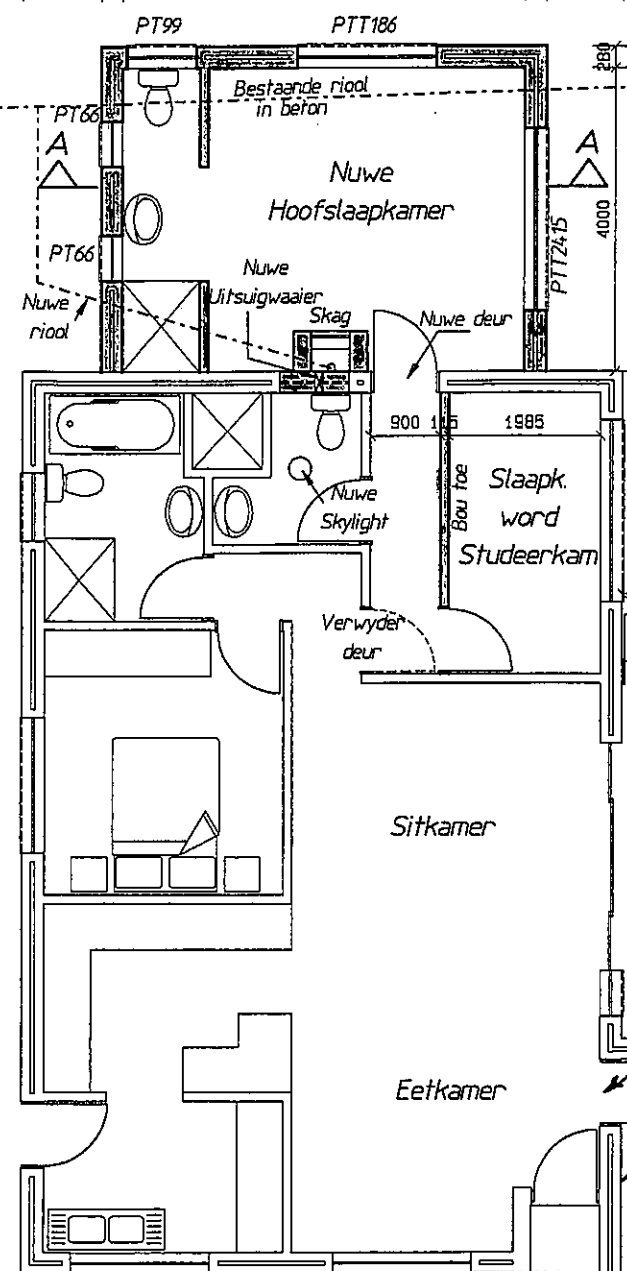 PT99
PTT186
280
Bestaande riool
in beton
PT66
A
A
Nuwe
Hoofslaapkamer
4000
PTT2415
PT66
Nuwe
riool
Nuwe
Uitsuigwaaier
Skag
Nuwe deur
900
115
1985
Bou toe
Slaapk.
word
Studeerkam
Nuwe
Skylight
Verwyder
deur
Sitkamer
Eetkamer